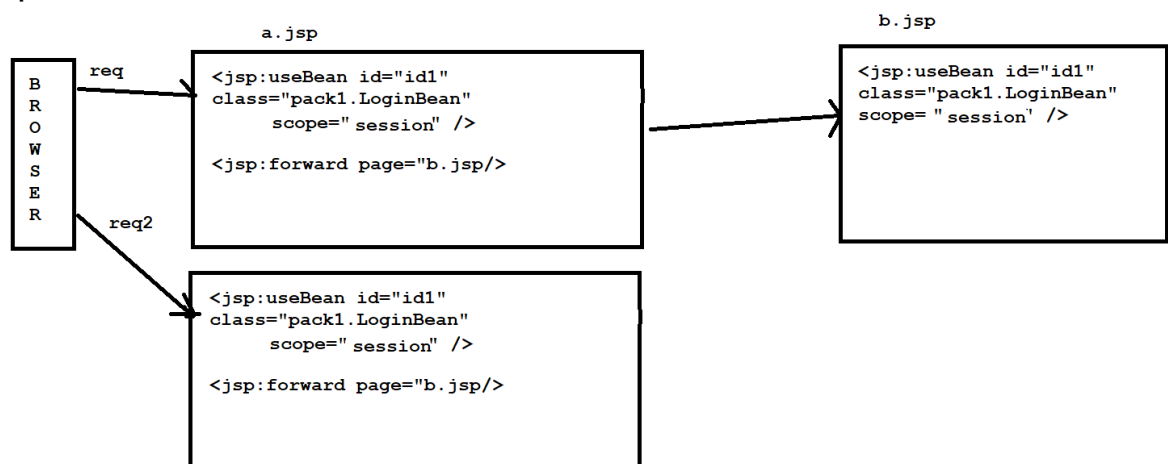 a.jsp
b.jsp
B
R
O
W
S
E
R
req
<jsp:useBean id="id1"
class="pack1.LoginBean"
scope="session" />
<jsp:forward page="b.jsp/>
<jsp:useBean id="id1"
class="pack1.LoginBean"
scope= "session' />
req2
<jsp:useBean id="id1"
class="pack1.LoginBean"
scope="session" />
<jsp:forward page="b.jsp/>